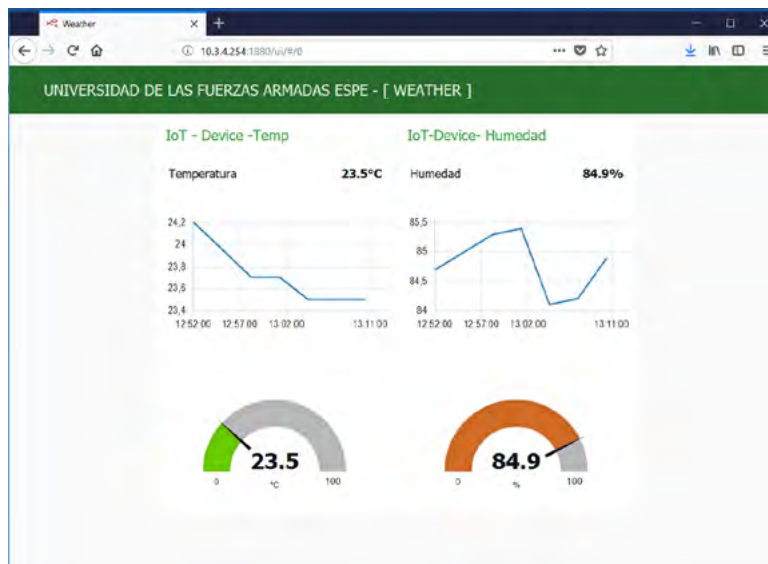 Weather
10.3.4.254:1880/ui/#/0
UNIVERSIDAD DE LAS FUERZAS ARMADAS ESPE - [ WEATHER ]
IoT - Device -Temp
Temperatura 23.5°C
24,2
24
23,8
23,6
23,4
12:52:00 12:57:00 13:02:00 13:11:00
23.5
0 °C 100
IoT-Device- Humedad
Humedad 84.9%
85,5
85
84,5
84
12:52:00 12:57:00 13:02:00 13:11:00
84.9
0 % 100